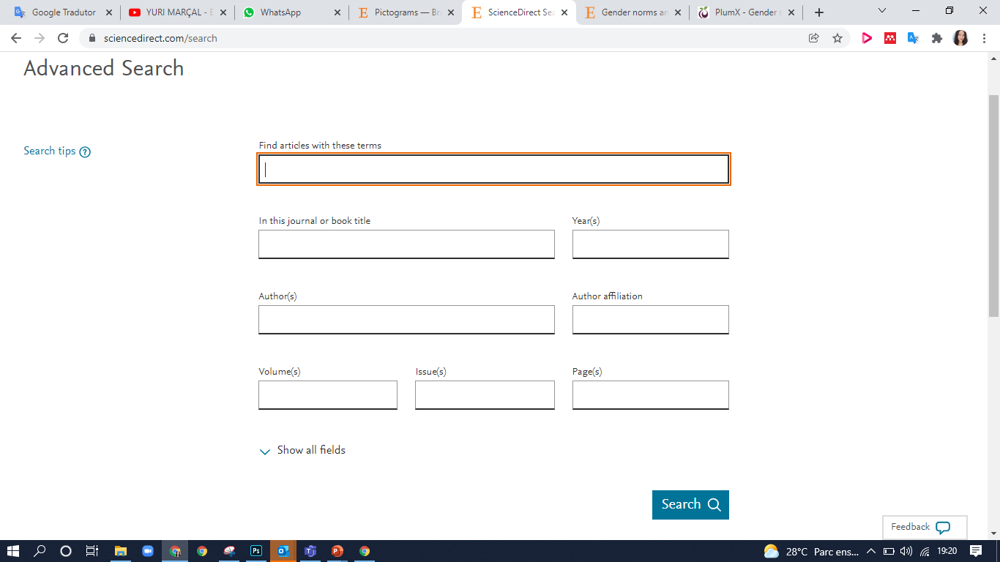 Google Tradutor
YURI MARÇAL - E
WhatsApp
Pictograms — Br
ScienceDirect Sea
Gender norms an
PlumX - Gender n
sciencedirect.com/search
Advanced Search
Search tips ?
Find articles with these terms
In this journal or book title
Year(s)
Author(s)
Author affiliation
Volume(s)
Issue(s)
Page(s)
Show all fields
Search
Feedback
28°C Parc ens...
19:20